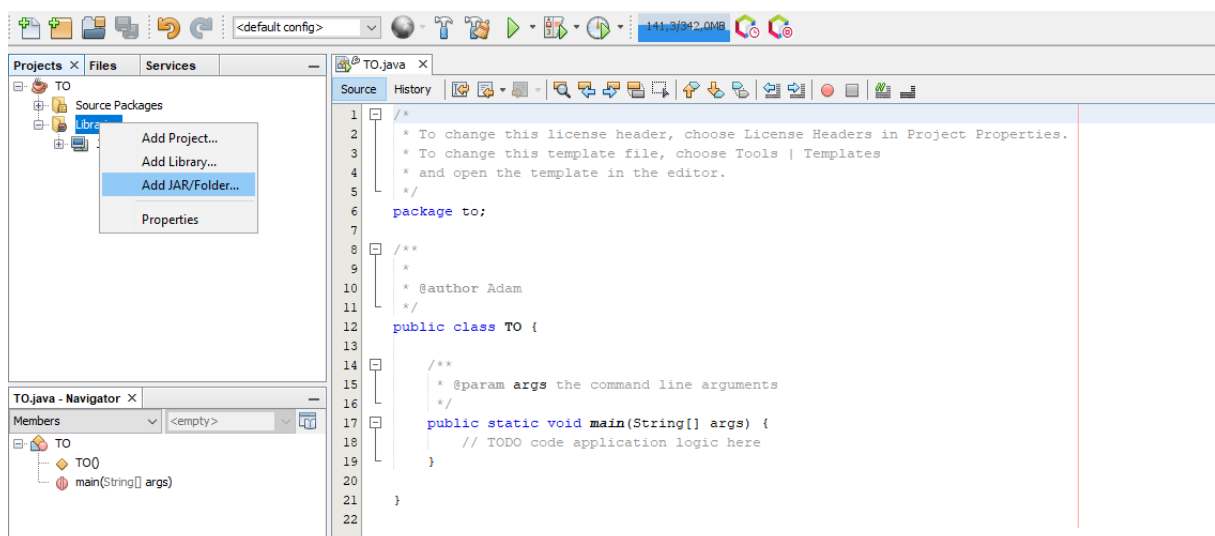 <default config>
141,3/342,0MB
Projects × Files Services
TO
Source Packages
Add Project...
Add Library...
Add JAR/Folder...
Properties
TO.java - Navigator ×
Members <empty>
TO
TO()
main(String[] args)
TO.java ×
Source History
1 /*
2 * To change this license header, choose License Headers in Project Properties.
3 * To change this template file, choose Tools | Templates
4 * and open the template in the editor.
5 */
6 package to;
7
8 /**
9 *
10 * @author Adam
11 */
12 public class TO {
13
14 /**
15 * @param args the command line arguments
16 */
17 public static void main(String[] args) {
18 // TODO code application logic here
19 }
20
21 }
22